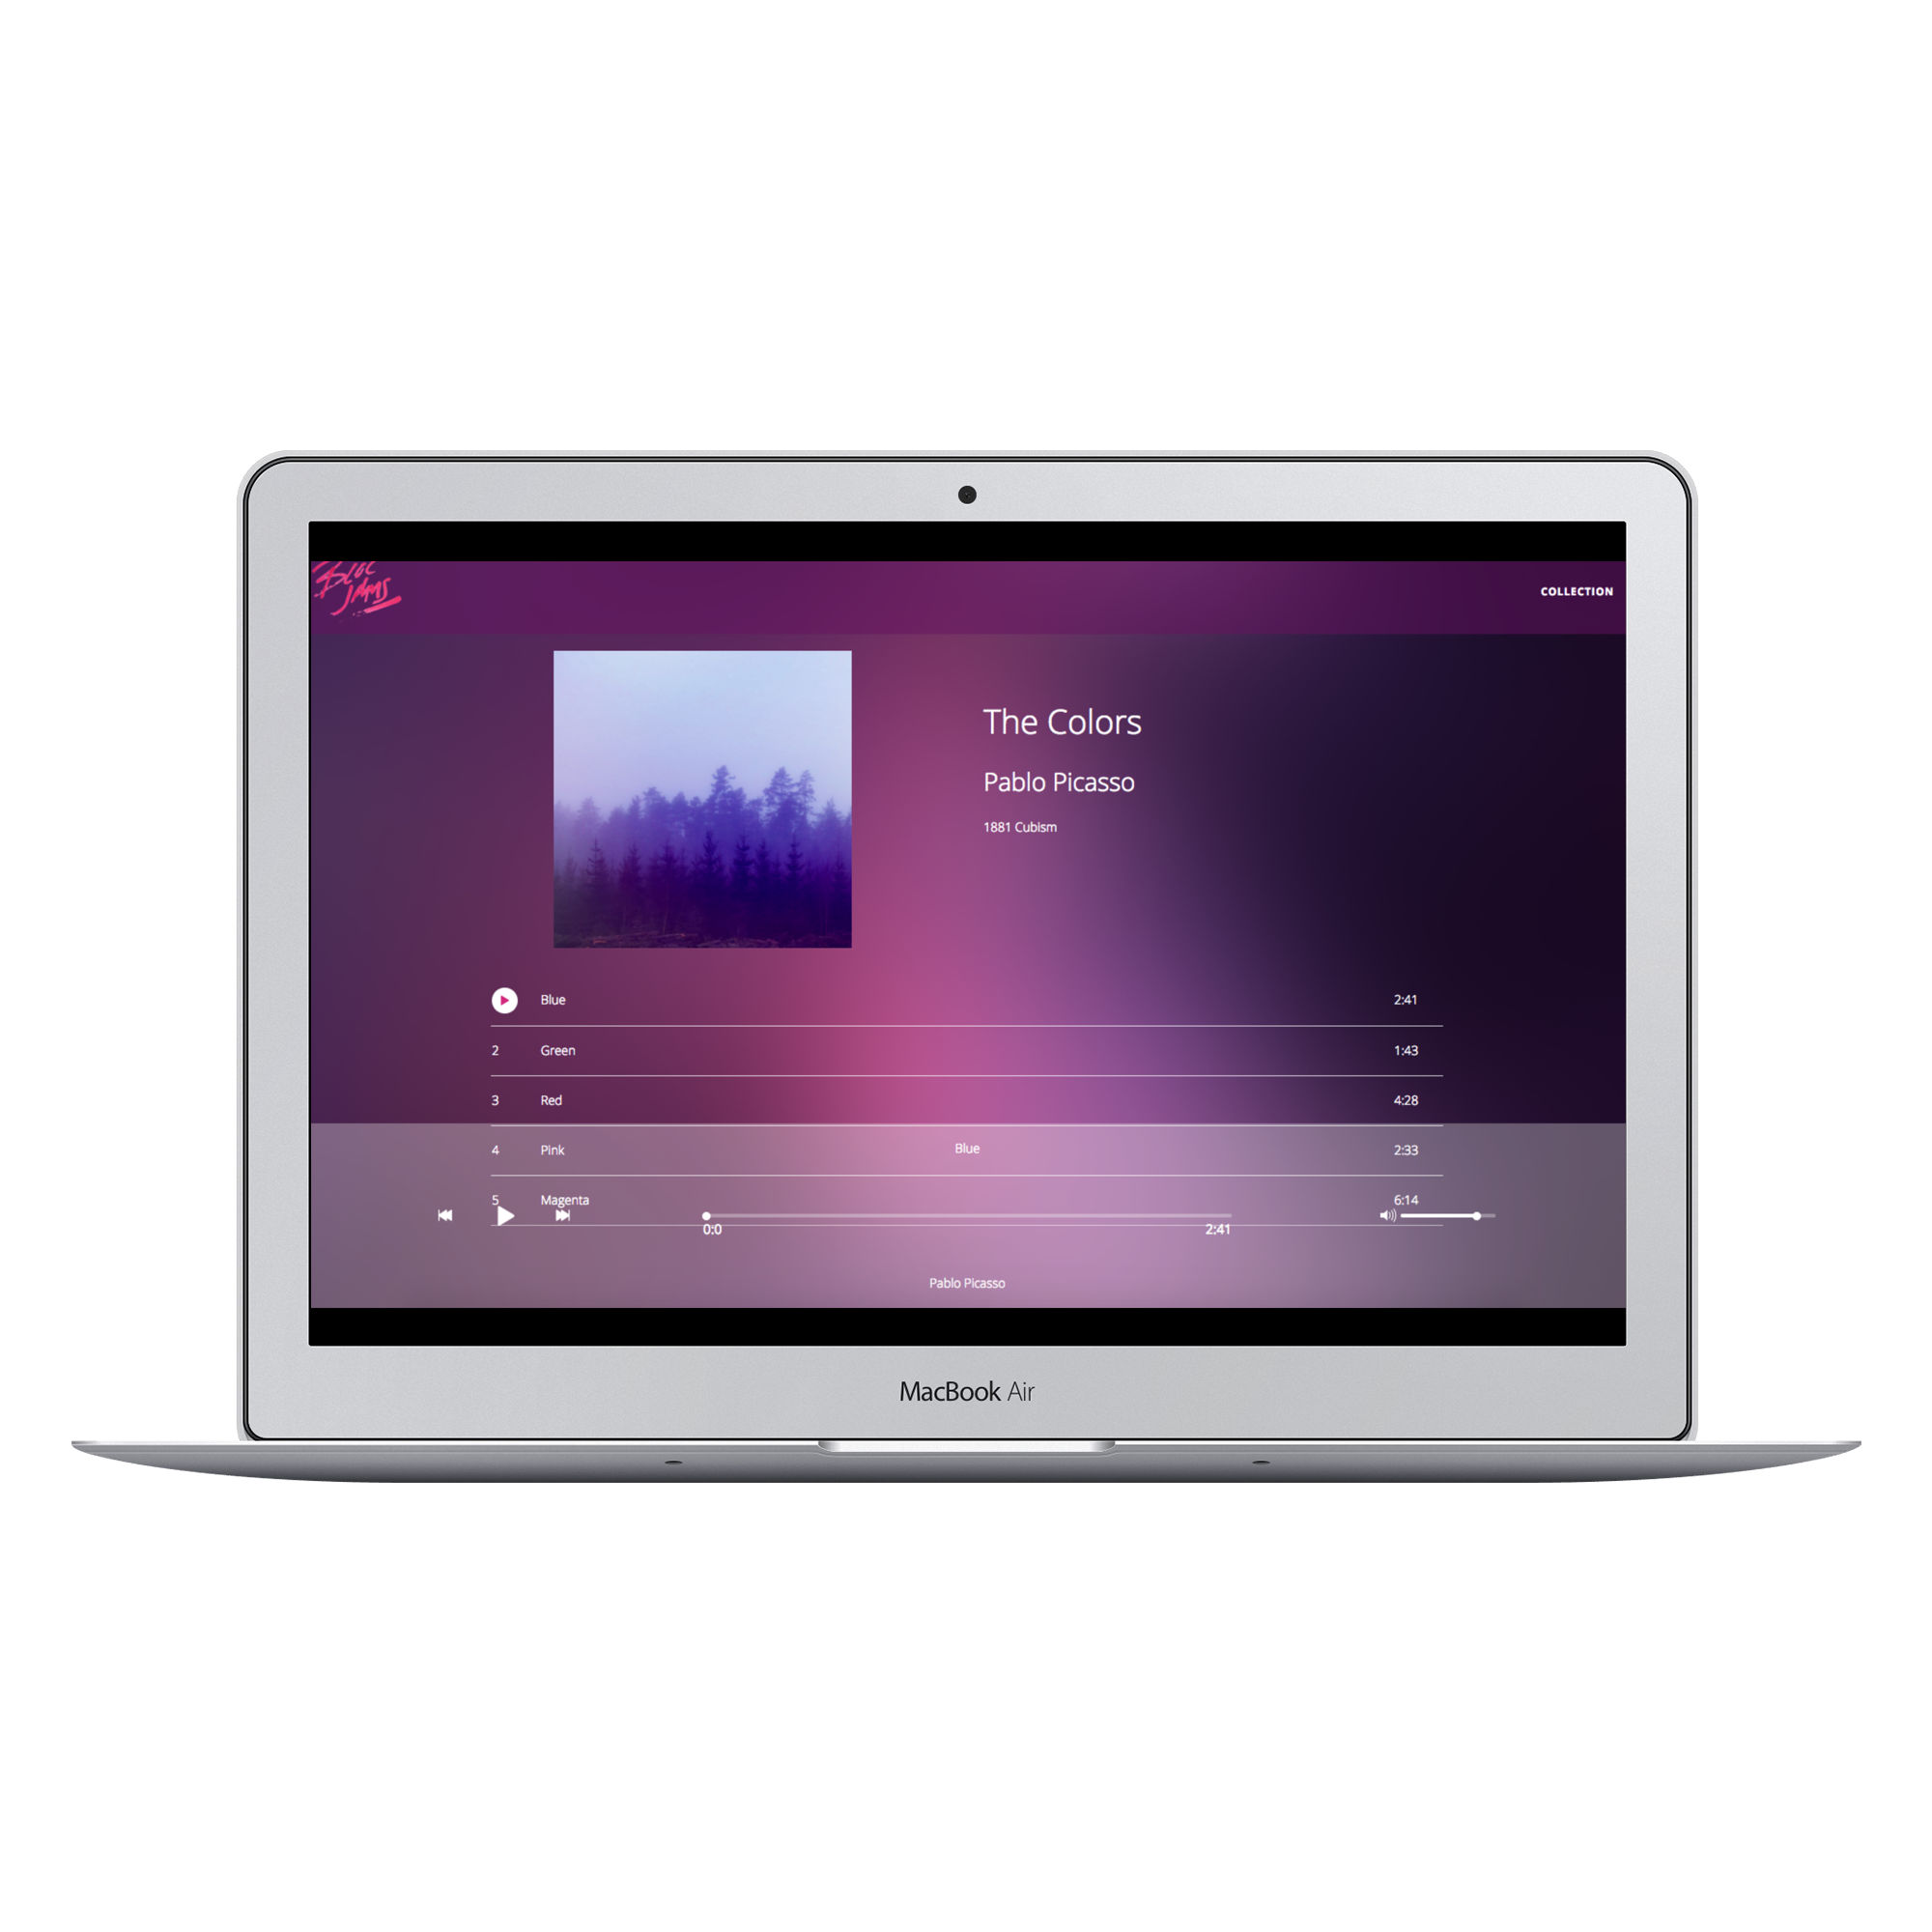 Bloc
Jams
COLLECTION
The Colors
Pablo Picasso
1881 Cubism
Blue 2:41
2 Green 1:43
3 Red 4:28
4 Pink 2:33
Blue
5 Magenta 6:14
0:0 2:41
Pablo Picasso
MacBook Air